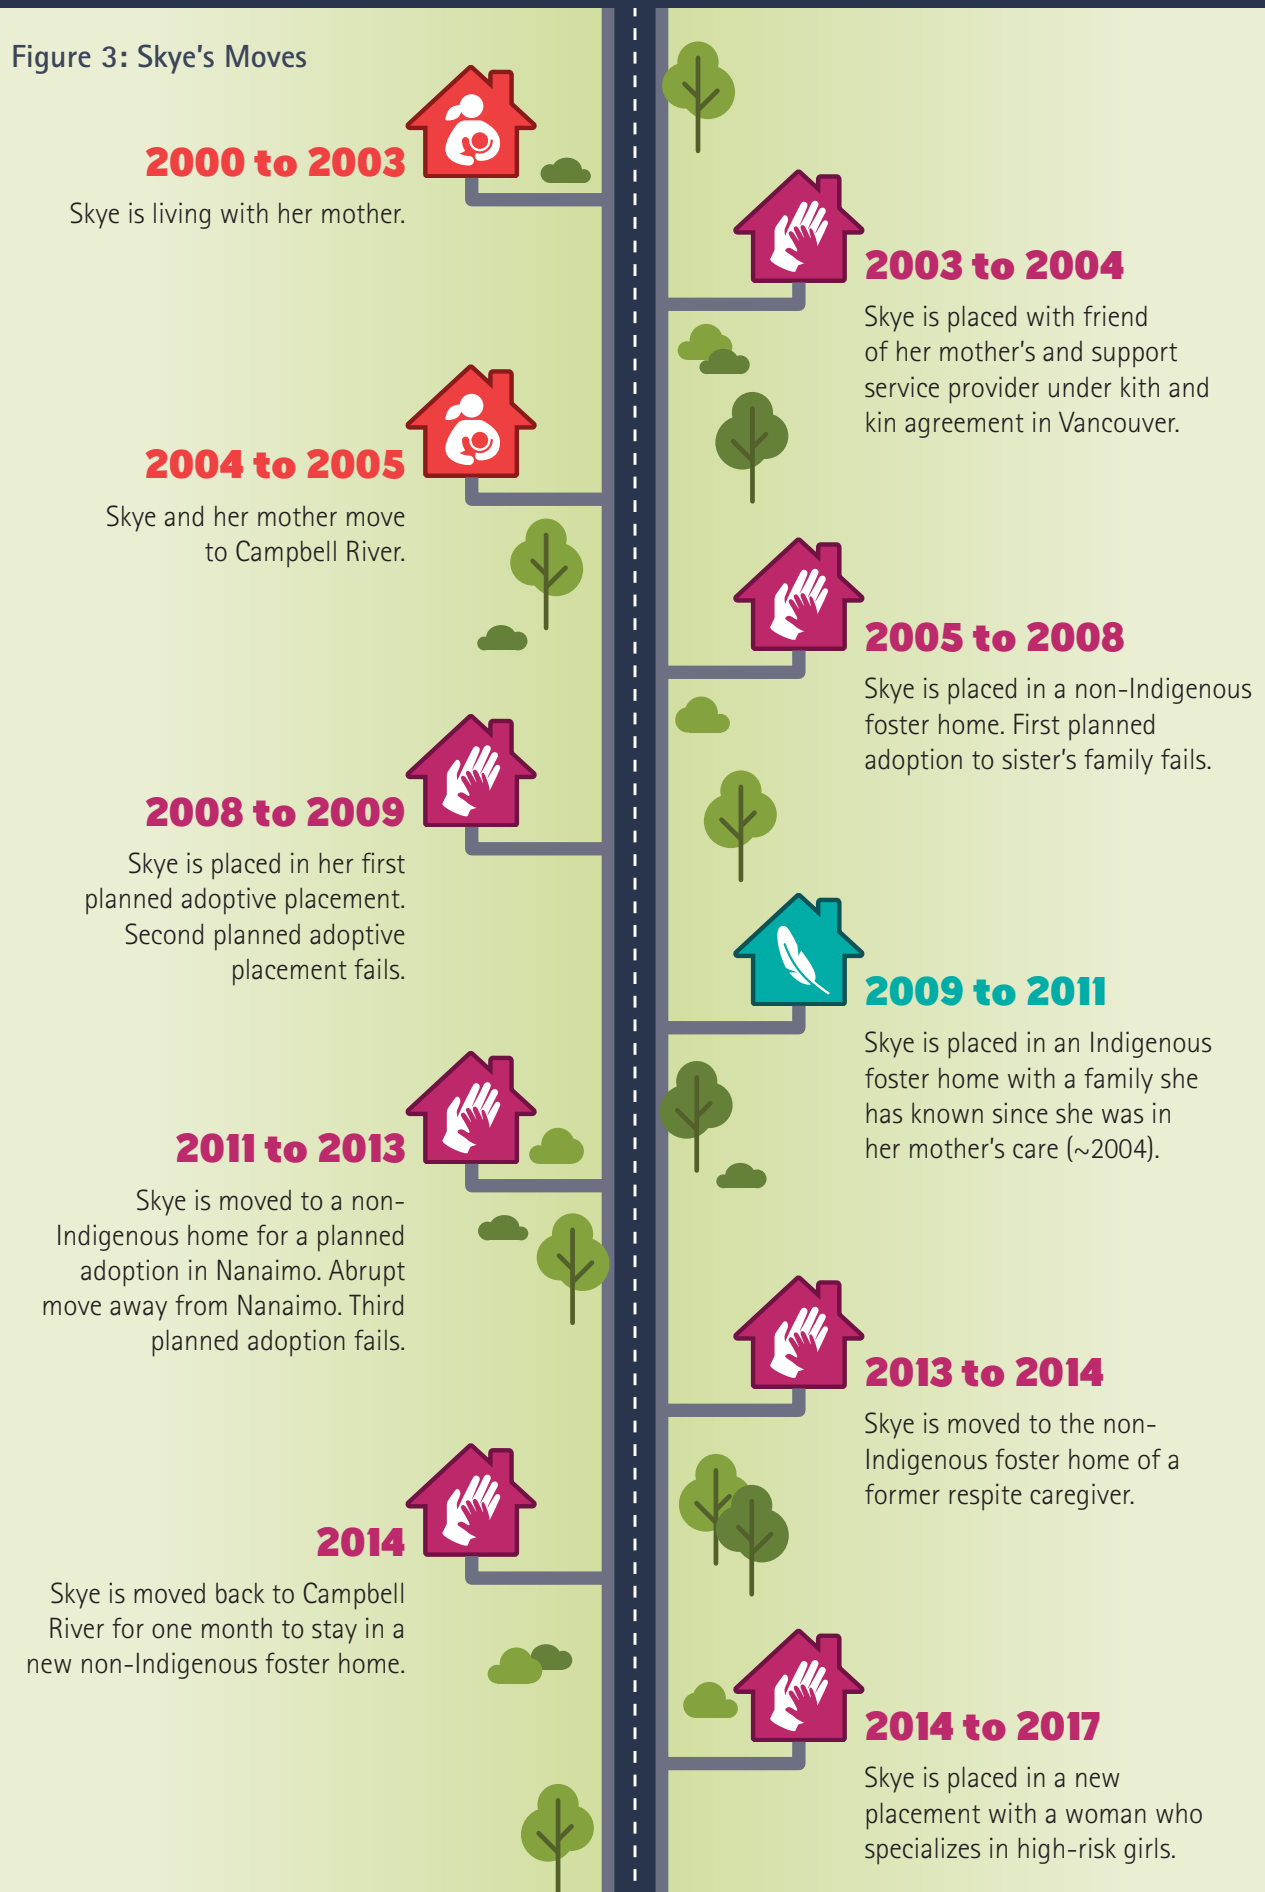 Figure 3: Skye's Moves
2000 to 2003
Skye is living with her mother.
2003 to 2004
Skye is placed with friend
of her mother's and support
service provider under kith and
kin agreement in Vancouver.
2004 to 2005
Skye and her mother move
to Campbell River.
2005 to 2008
Skye is placed in a non-Indigenous
foster home. First planned
adoption to sister's family fails.
2008 to 2009
Skye is placed in her first
planned adoptive placement.
Second planned adoptive
placement fails.
2009 to 2011
Skye is placed in an Indigenous
foster home with a family she
has known since she was in
her mother's care (~2004).
2011 to 2013
Skye is moved to a non-
Indigenous home for a planned
adoption in Nanaimo. Abrupt
move away from Nanaimo. Third
planned adoption fails.
2013 to 2014
Skye is moved to the non-
Indigenous foster home of a
former respite caregiver.
2014
Skye is moved back to Campbell
River for one month to stay in a
new non-Indigenous foster home.
2014 to 2017
Skye is placed in a new
placement with a woman who
specializes in high-risk girls.